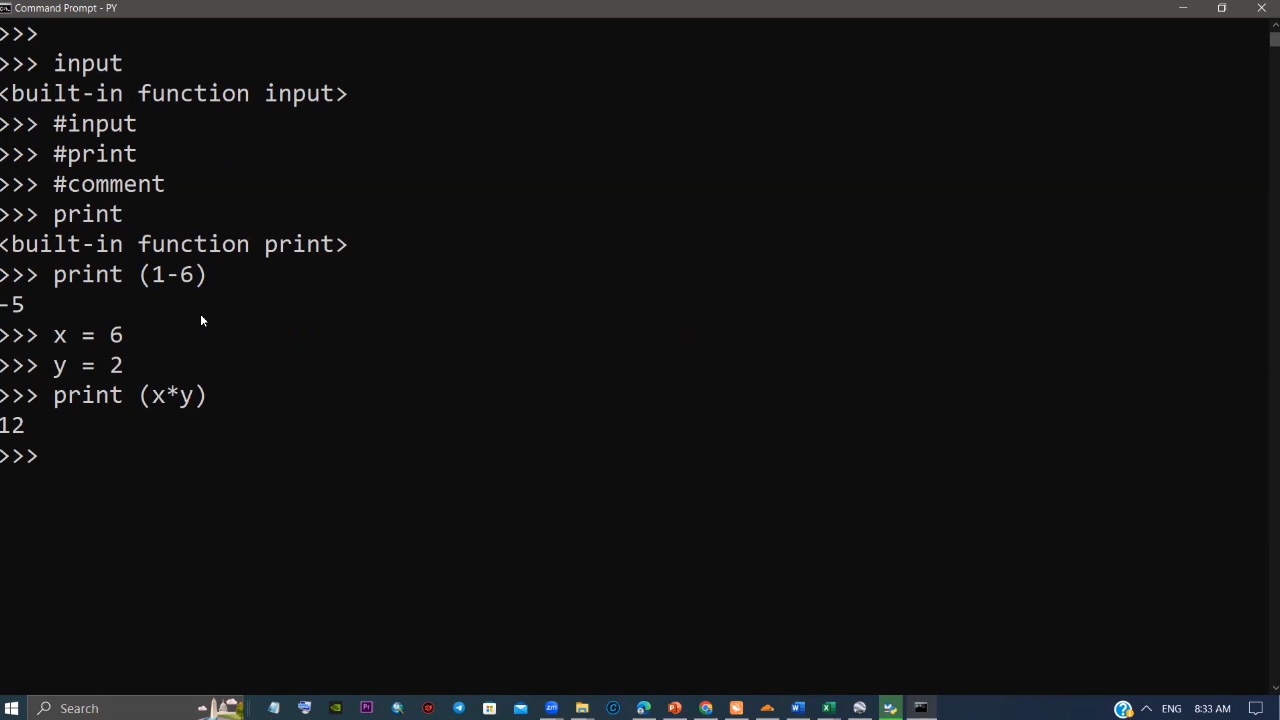 Command Prompt - PY
>>>
>>> input
<built-in function input>
>>> #input
>>> #print
>>> #comment
>>> print
<built-in function print>
>>> print (1-6)
-5
>>> x = 6
>>> y = 2
>>> print (x*y)
12
>>>
Search
zm
ENG
8:33 AM